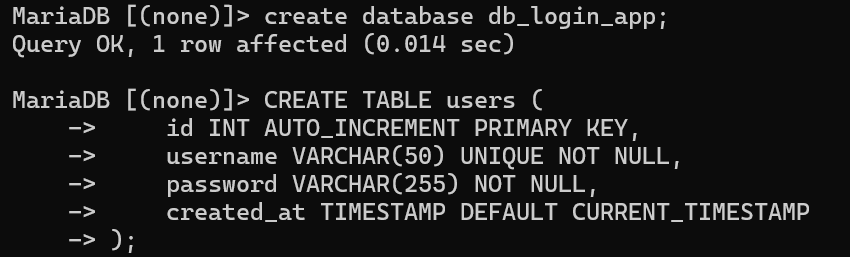 MariaDB [(none)]> create database db_login_app;
Query OK, 1 row affected (0.014 sec)

MariaDB [(none)]> CREATE TABLE users (
    ->     id INT AUTO_INCREMENT PRIMARY KEY,
    ->     username VARCHAR(50) UNIQUE NOT NULL,
    ->     password VARCHAR(255) NOT NULL,
    ->     created_at TIMESTAMP DEFAULT CURRENT_TIMESTAMP
    -> );